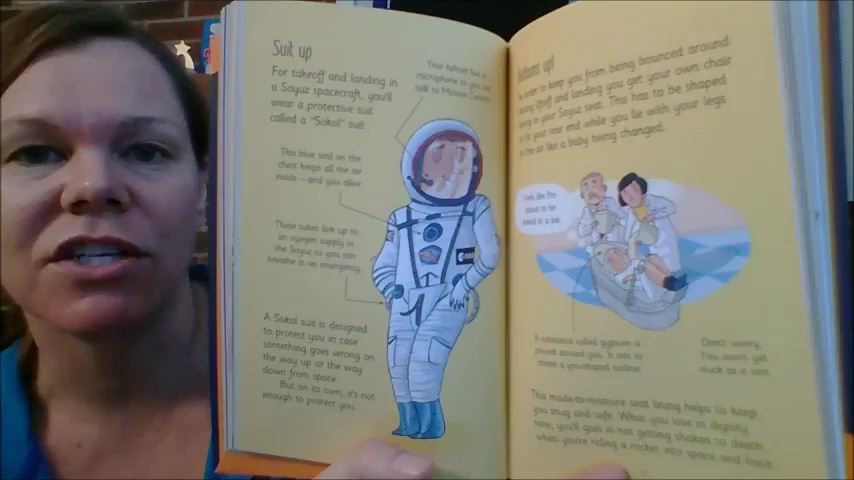 Suit up
For takeoff and landing in
a Soyuz spacecraft, you'll
wear a protective suit
called a "Sokol" suit.
Your helmet has a
microphone so you can
talk to Mission Control.
This blue seal on the
chest keeps all the air
inside – and you alive.
These tubes link up to
an oxygen supply in
the Soyuz so you can
breathe in an emergency.
A Sokol suit is designed
to protect you in case
something goes wrong on
the way up or the way
down from space.
But on its own, it's not
enough to protect you.
Bottoms up!
In order to keep you from being bounced around
during liftoff and landing you get your own chair
lining in your Soyuz seat. This has to be shaped
to fit your rear end while you lie with your legs
in the air like a baby being changed.
Feels like I'm
about to be
baked in a pie.
A substance called gypsum is
poured around you. It sets to
create a you-shaped outline.
Don't worry.
You won't get
stuck as it sets.
This made-to-measure seat lining helps to keep
you snug and safe. What you lose in dignity
now, you'll gain in not getting shaken to death
when you're riding a rocket into space and back.